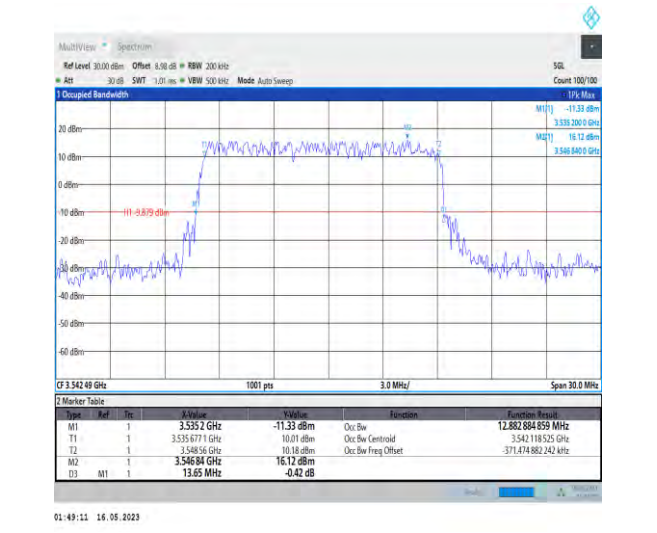 MultiView Spectrum
Ref Level 30.00 dBm Offset 8.98 dB RBW 200 kHz SGL
Att 30 dB SWT 1.01 ms VBW 500 kHz Mode Auto Sweep Count 100/100
1 Occupied Bandwidth 1Pk Max
M1[1] -11.33 dBm
3.535 200 0 GHz
M2[1] 16.12 dBm
3.546 840 0 GHz
20 dBm
10 dBm
0 dBm
-10 dBm
H1 -9.879 dBm
-20 dBm
-30 dBm
-40 dBm
-50 dBm
-60 dBm
M2
T1
T2
M1
CF 3.542 49 GHz 1001 pts 3.0 MHz/ Span 30.0 MHz
2 Marker Table
Type Ref Trc X-Value Y-Value Function Function Result
M1 1 3.535 2 GHz -11.33 dBm Occ Bw 12.882 884 859 MHz
T1 1 3.535 677 1 GHz 10.01 dBm Occ Bw Centroid 3.542 118 525 GHz
T2 1 3.548 56 GHz 10.18 dBm Occ Bw Freq Offset -371.474 882 242 kHz
M2 1 3.546 84 GHz 16.12 dBm
D3 M1 1 13.65 MHz -0.42 dB
01:49:11 16.05.2023